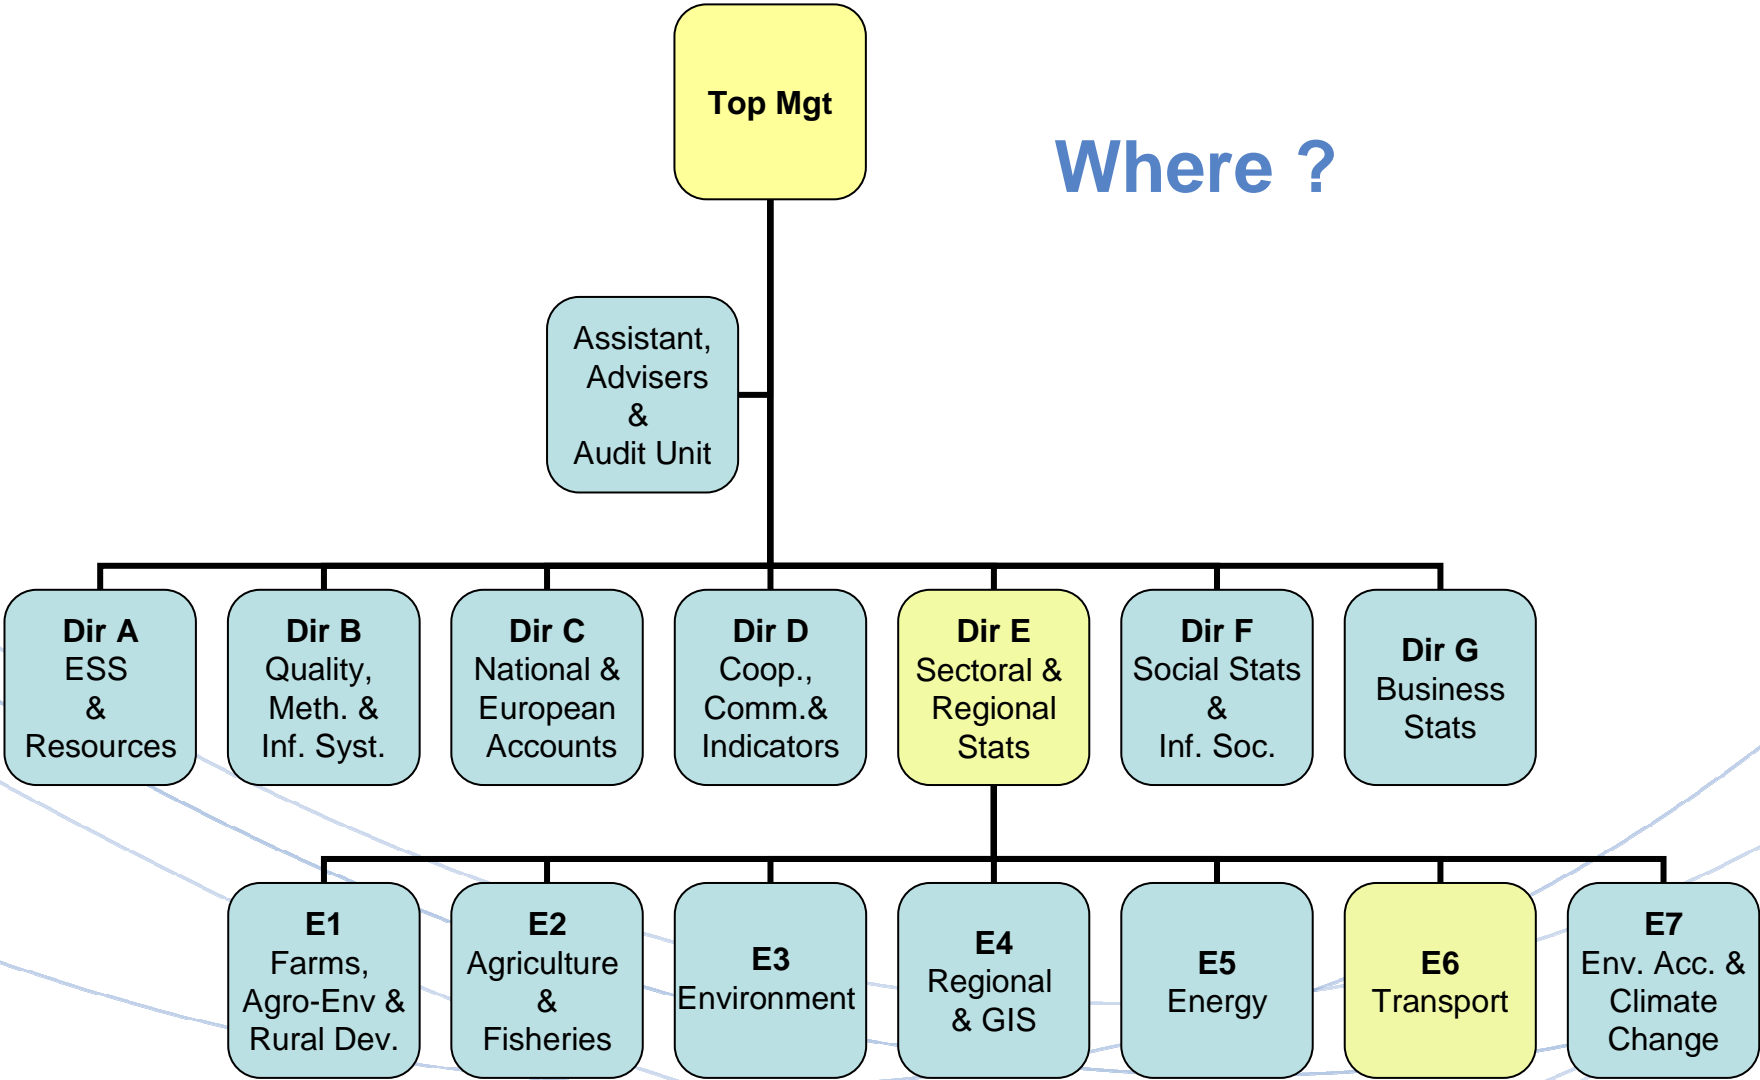 Top Mgt
Where ?
Assistant,
Advisers
&
Audit Unit
Dir A
ESS
&
Resources
Dir B
Quality,
Meth. &
Inf. Syst.
Dir C
National &
European
Accounts
Dir D
Coop.,
Comm.&
Indicators
Dir E
Sectoral &
Regional
Stats
Dir F
Social Stats
&
Inf. Soc.
Dir G
Business
Stats
E1
Farms,
Agro-Env &
Rural Dev.
E2
Agriculture
&
Fisheries
E3
Environment
E4
Regional
& GIS
E5
Energy
E6
Transport
E7
Env. Acc. &
Climate
Change